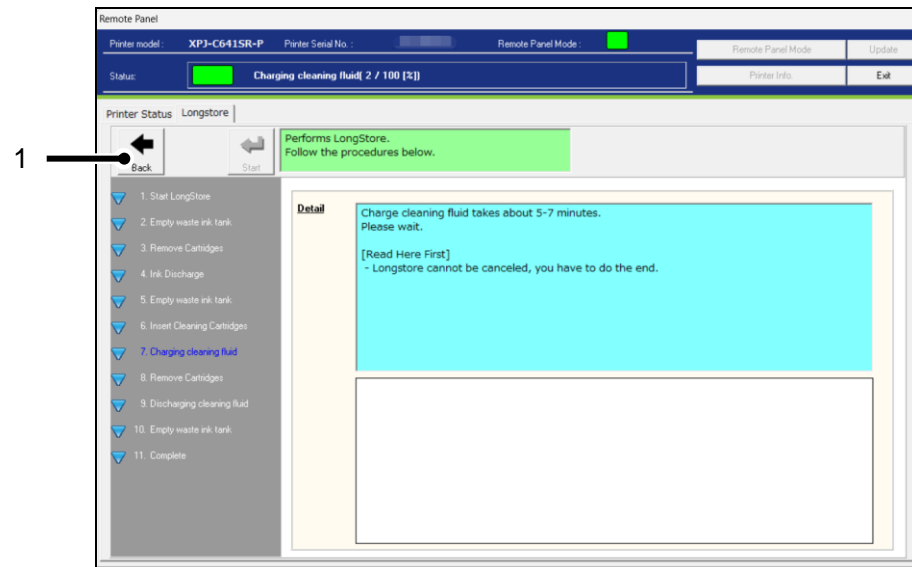 Remote Panel
Printer model : XPJ-C641SR-P Printer Serial No. : Remote Panel Mode :
Remote Panel Mode Update
Status: Charging cleaning fluid( 2 / 100 [%])
Printer Info. Exit
Printer Status Longstore
1
Back
Start
Performs LongStore.
Follow the procedures below.
1. Start LongStore
2. Empty waste ink tank
3. Remove Cartridges
4. Ink Discharge
5. Empty waste ink tank
6. Insert Cleaning Cartridges
7. Charging cleaning fluid
8. Remove Cartridges
9. Discharging cleaning fluid
10. Empty waste ink tank
11. Complete
Detail
Charge cleaning fluid takes about 5-7 minutes.
Please wait.
[Read Here First]
- Longstore cannot be canceled, you have to do the end.